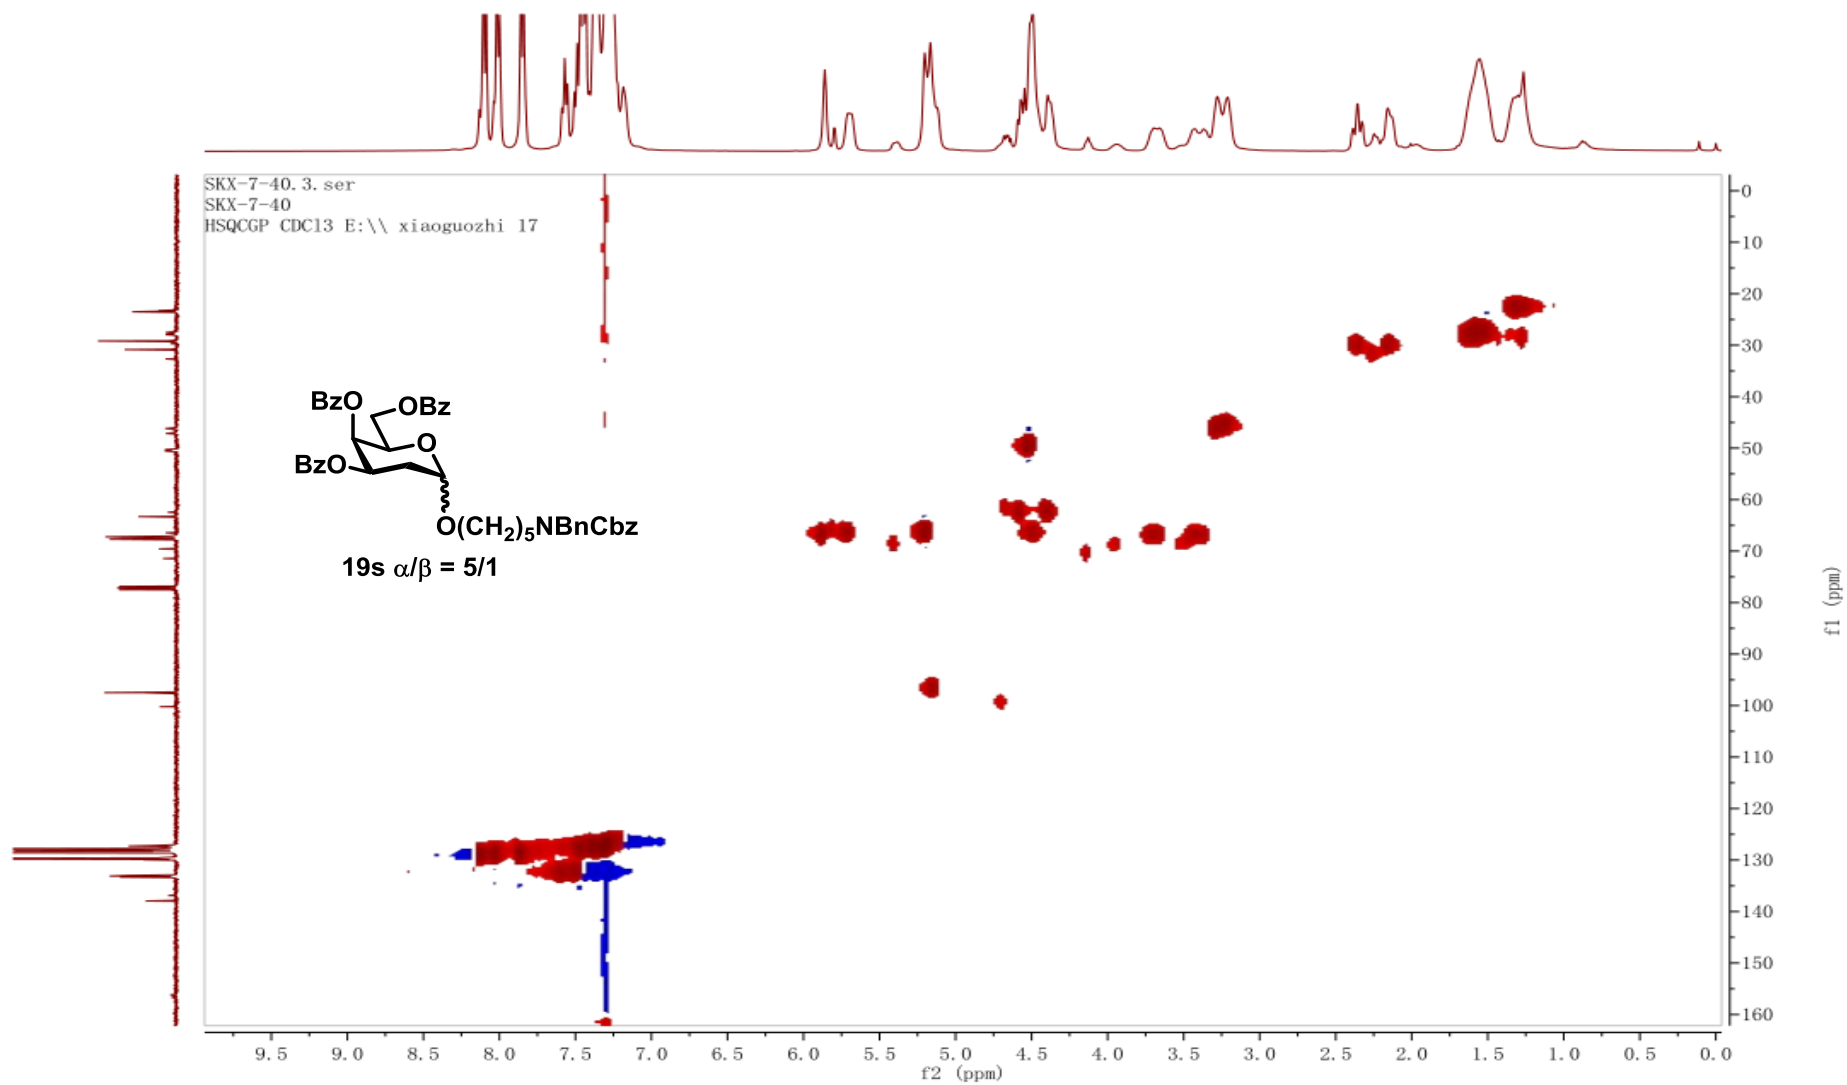 SKX-7-40.3.ser
SKX-7-40
HSQCGP CDCl3 E:\\ xiaoguozhi 17
BzO
OBz
O
BzO
O(CH2)5NBnCbz
19s α/β = 5/1
0
10
20
30
40
50
60
70
80
90
100
110
120
130
140
150
160
f1 (ppm)
9.5 9.0 8.5 8.0 7.5 7.0 6.5 6.0 5.5 5.0 4.5 4.0 3.5 3.0 2.5 2.0 1.5 1.0 0.5 0.0
f2 (ppm)